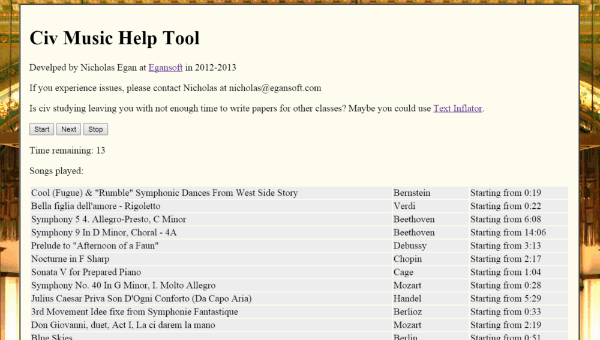 Civ Music Help Tool
Develped by Nicholas Egan at Egansoft in 2012-2013
If you experience issues, please contact Nicholas at nicholas@egansoft.com
Is civ studying leaving you with not enough time to write papers for other classes? Maybe you could use Text Inflator.
Start Next Stop
Time remaining: 13
Songs played:
Cool (Fugue) & "Rumble" Symphonic Dances From West Side Story Bernstein Starting from 0:19
Bella figlia dell'amore - Rigoletto Verdi Starting from 0:22
Symphony 5 4. Allegro-Presto, C Minor Beethoven Starting from 6:08
Symphony 9 In D Minor, Choral - 4A Beethoven Starting from 14:06
Prelude to "Afternoon of a Faun" Debussy Starting from 3:13
Nocturne in F Sharp Chopin Starting from 2:17
Sonata V for Prepared Piano Cage Starting from 1:04
Symphony No. 40 In G Minor, I. Molto Allegro Mozart Starting from 0:28
Julius Caesar Priva Son D'Ogni Conforto (Da Capo Aria) Handel Starting from 5:29
3rd Movement Idee fixe from Symphonie Fantastique Berlioz Starting from 0:33
Don Giovanni, duet, Act I, La ci darem la mano Mozart Starting from 2:19
Blue Skies Berlin Starting from 0:51